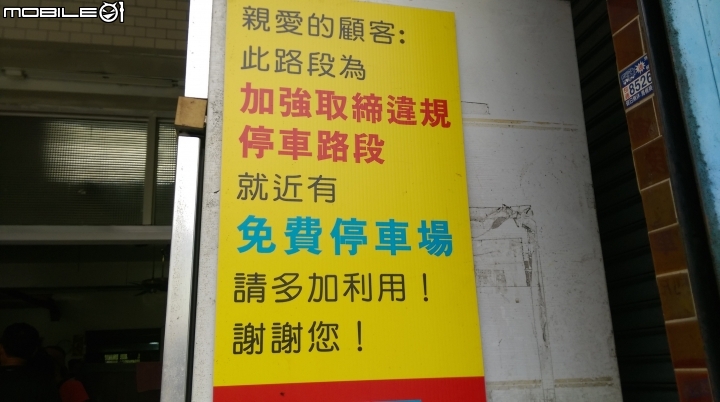 MOBILE01
親愛的顧客:
此路段為
加強取締違規
停車路段
就近有
免費停車場
請多加利用！
謝謝您！
8526